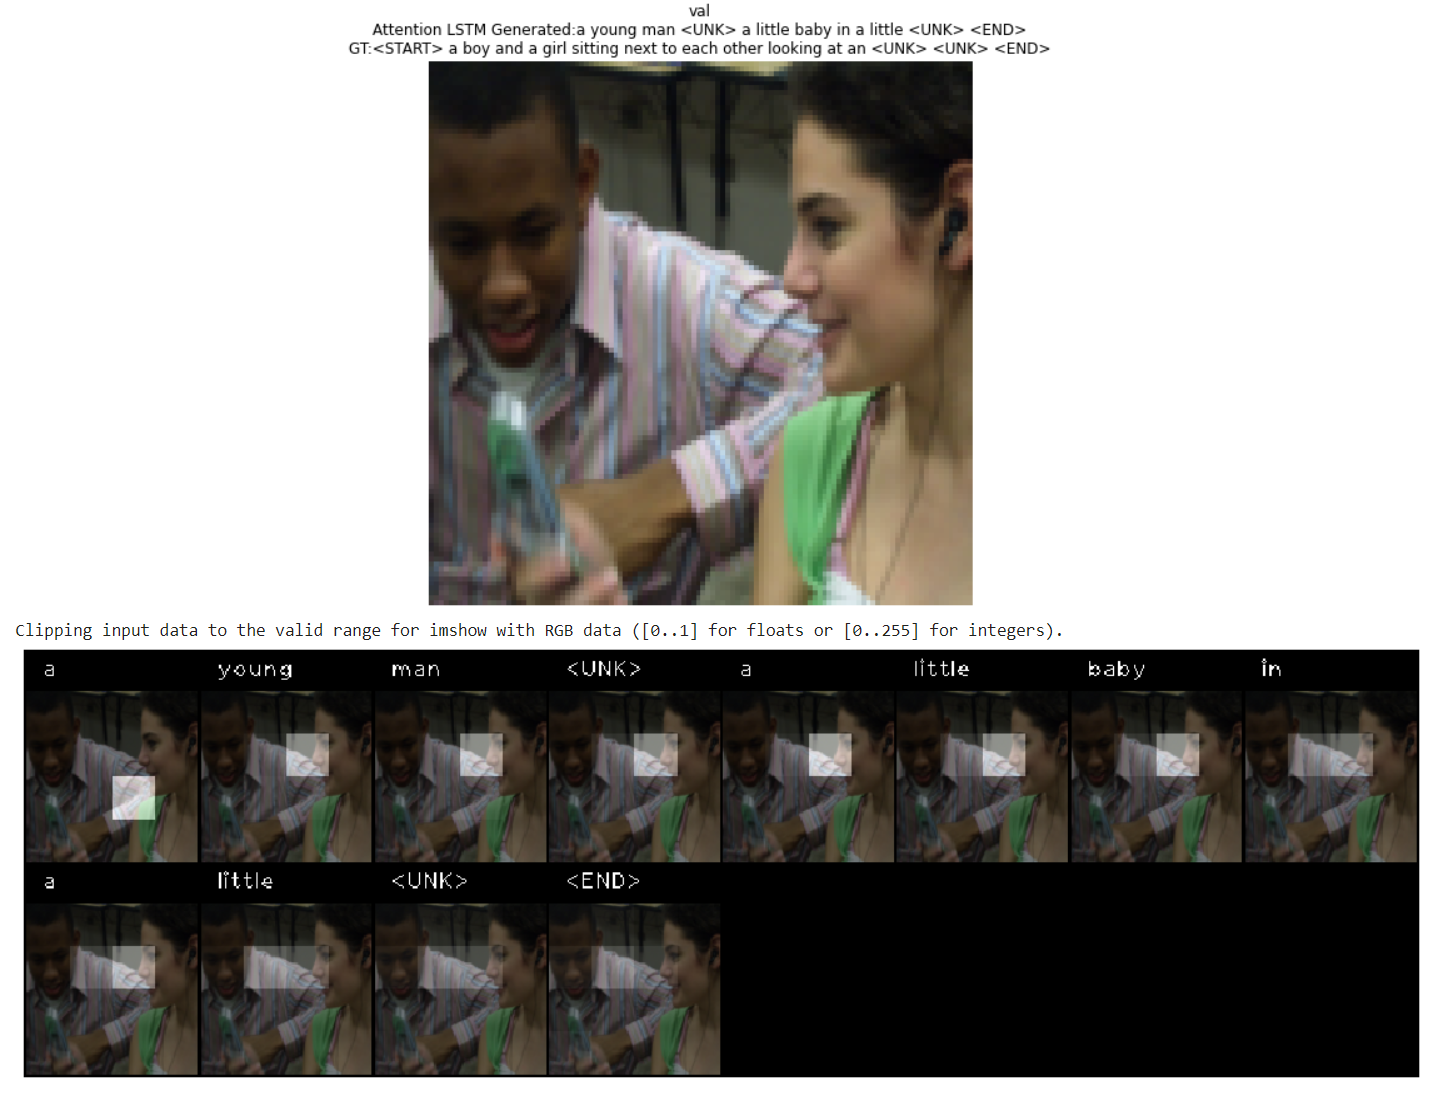 val
Attention LSTM Generated:a young man <UNK> a little baby in a little <UNK> <END>
GT:<START> a boy and a girl sitting next to each other looking at an <UNK> <UNK> <END>
Clipping input data to the valid range for imshow with RGB data ([0..1] for floats or [0..255] for integers).
a young man <UNK> a little baby in
a little <UNK> <END>